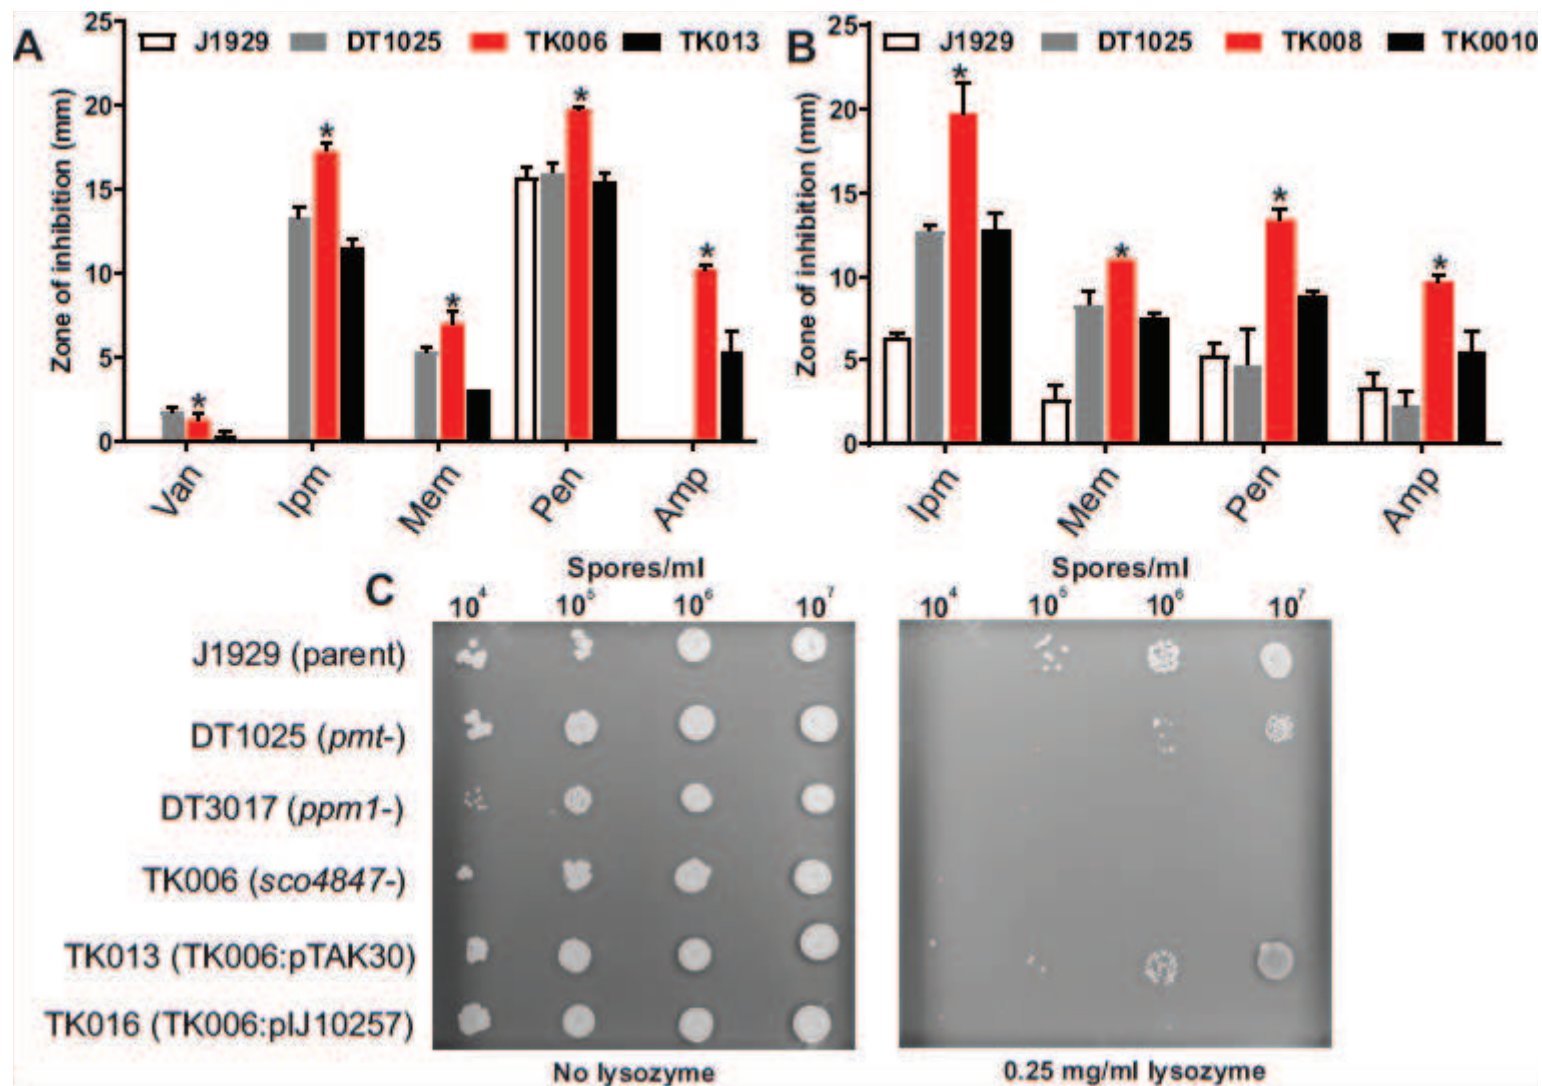 A
J1929 DT1025 TK006 TK013
Zone of inhibition (mm)
25
20
15
10
5
0
Van Ipm Mem Pen Amp
B
J1929 DT1025 TK008 TK0010
Zone of inhibition (mm)
25
20
15
10
5
0
Ipm Mem Pen Amp
* * * * *
* * * *
C
Spores/ml
10⁴ 10⁵ 10⁶ 10⁷
Spores/ml
10⁴ 10⁵ 10⁶ 10⁷
J1929 (parent)
DT1025 (pmt-)
DT3017 (ppm1-)
TK006 (sco4847-)
TK013 (TK006:pTAK30)
TK016 (TK006:pIJ10257)
No lysozyme
0.25 mg/ml lysozyme